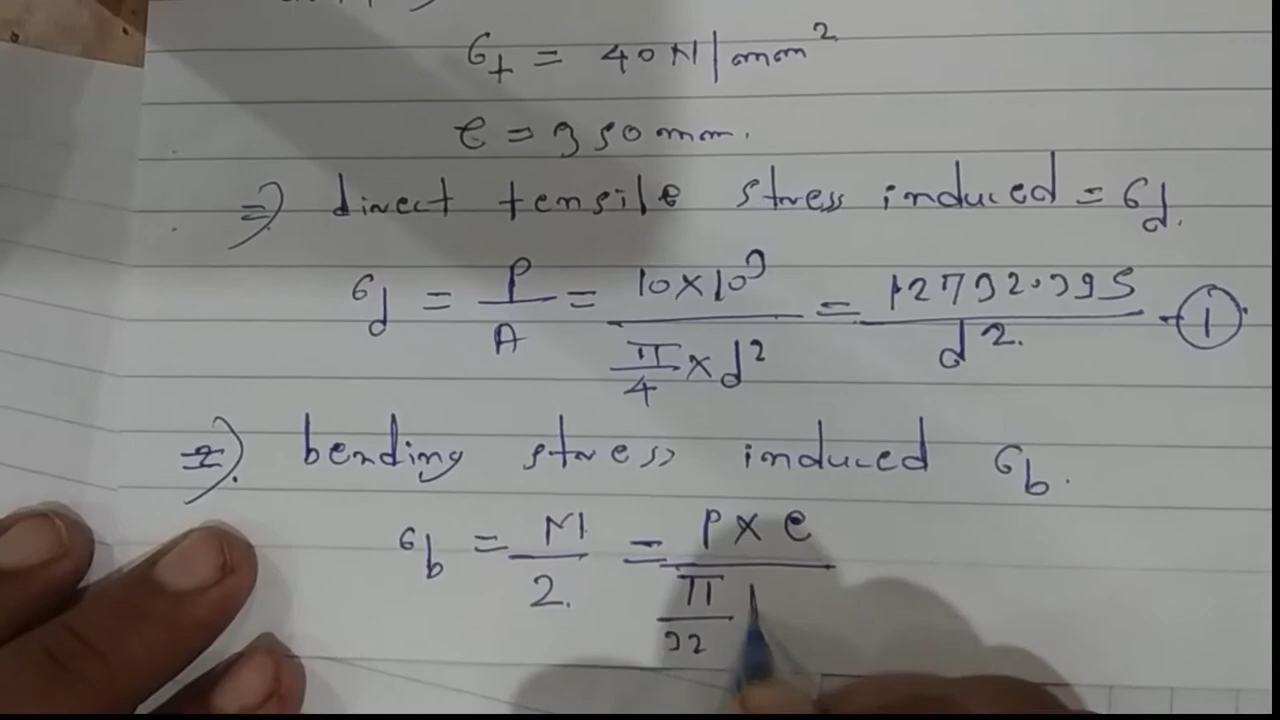 σt = 40 N/mm²
e = 350 mm.
⇒) direct tensile stress induced = σd.
σd = P/A = 10×10³ / (π/4 × d²) = 12732.395 / d². - ①
⇒). bending stress induced σb.
σb = M/Z. = P × e / (π/32